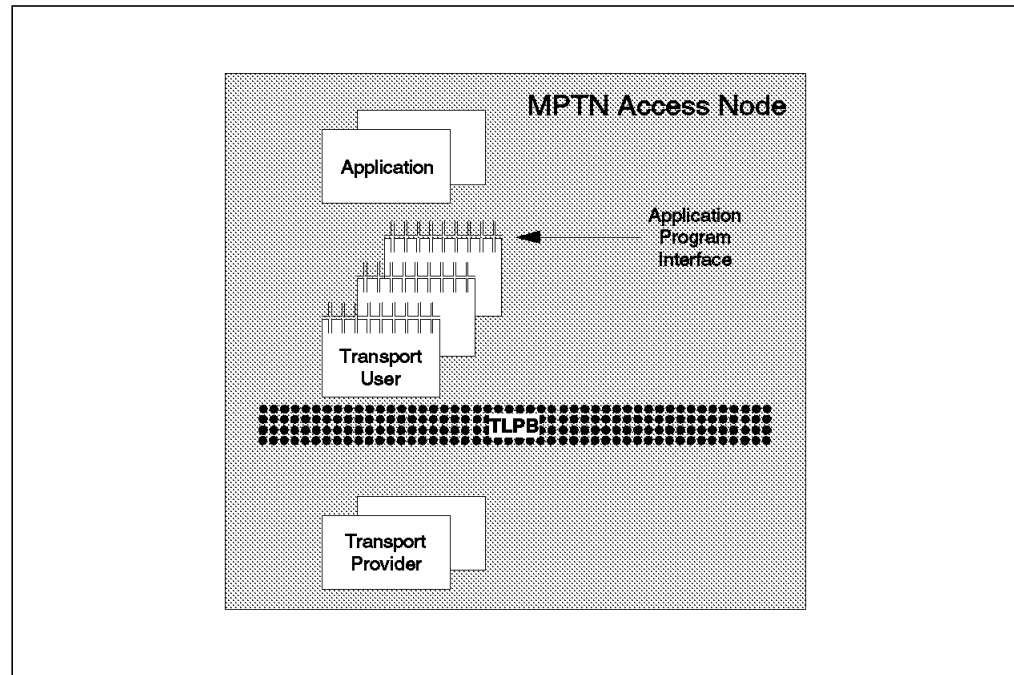 MPTN Access Node
Application
Application
Program
Interface
Transport
User
TLPB
Transport
Provider